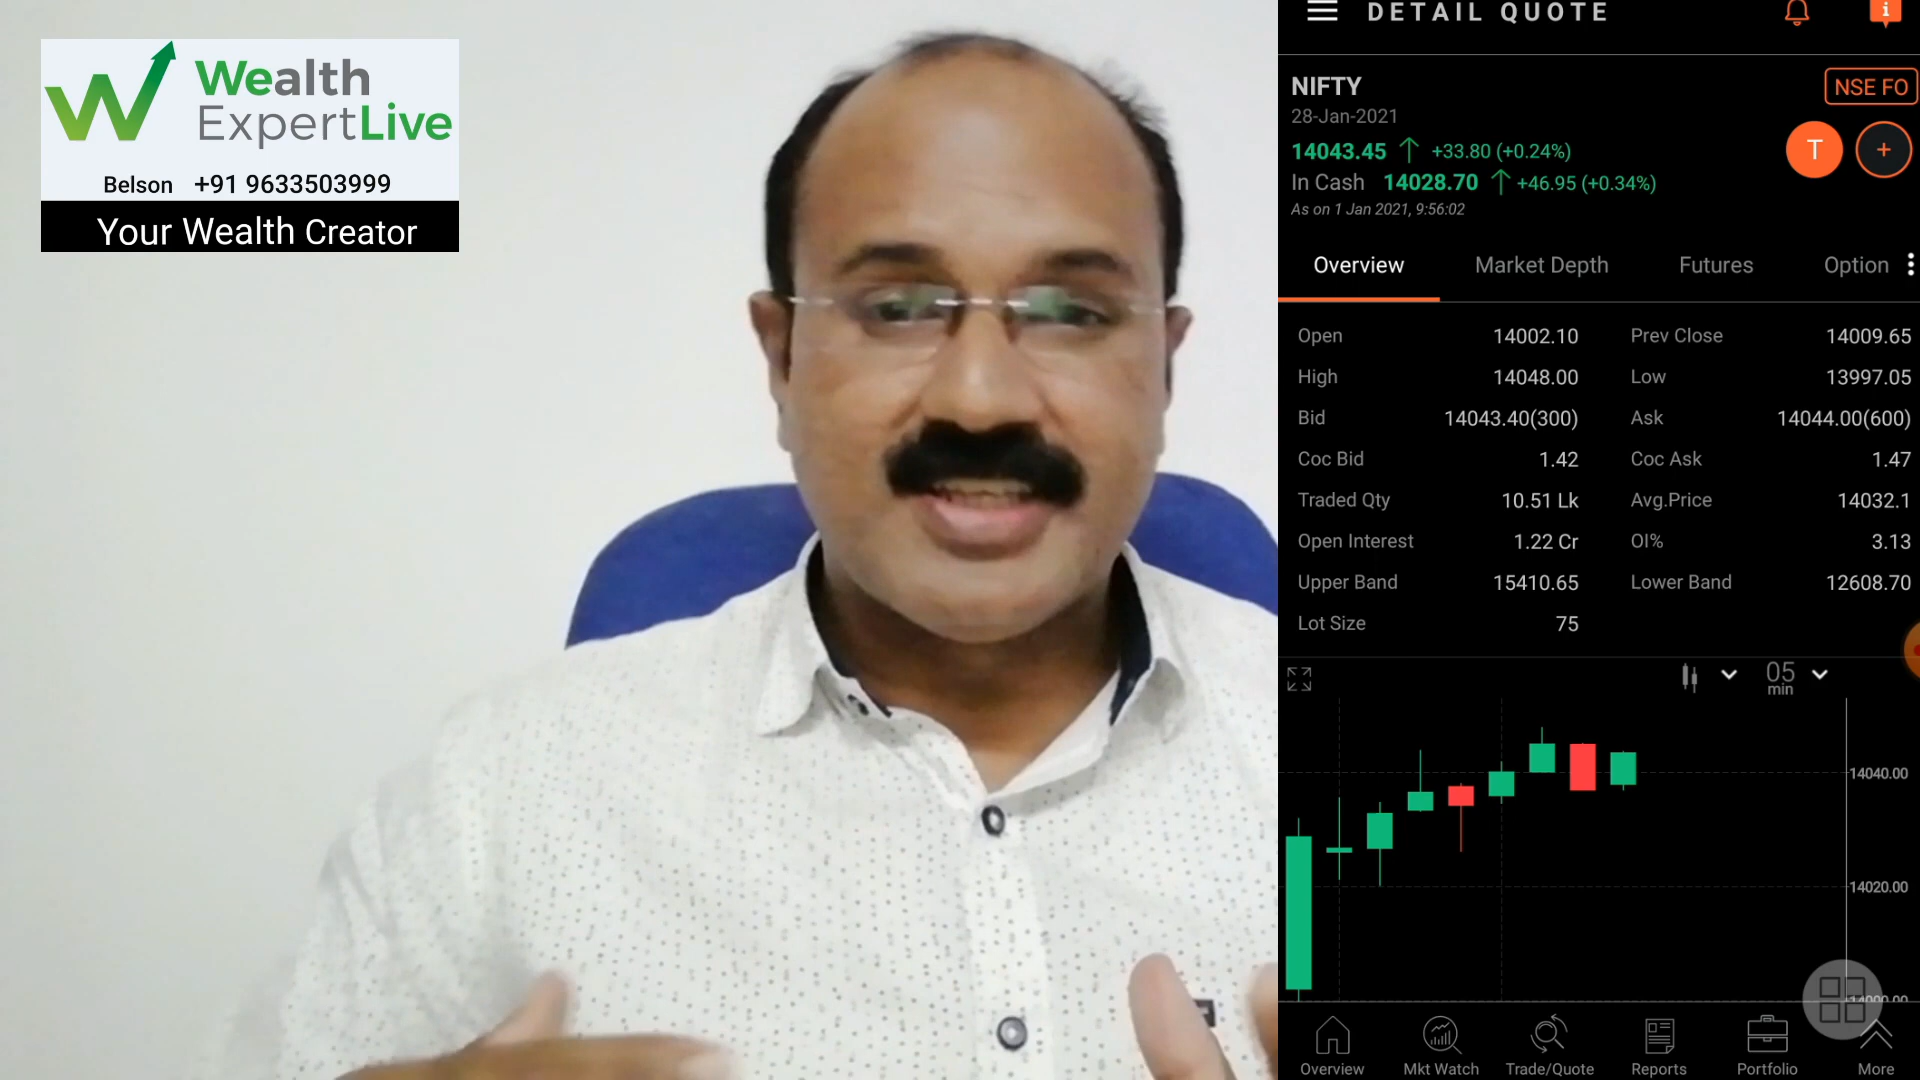 Wealth
ExpertLive
Belson +91 9633503999
Your Wealth Creator
DETAIL QUOTE
NIFTY
NSE FO
28-Jan-2021
14043.45 +33.80 (+0.24%)
T +
In Cash 14028.70 +46.95 (+0.34%)
As on 1 Jan 2021, 9:56:02
Overview Market Depth Futures Option
Open 14002.10 Prev Close 14009.65
High 14048.00 Low 13997.05
Bid 14043.40(300) Ask 14044.00(600)
Coc Bid 1.42 Coc Ask 1.47
Traded Qty 10.51 Lk Avg.Price 14032.1
Open Interest 1.22 Cr OI% 3.13
Upper Band 15410.65 Lower Band 12608.70
Lot Size 75
05
min
14040.00
14020.00
Overview Mkt Watch Trade/Quote Reports Portfolio More